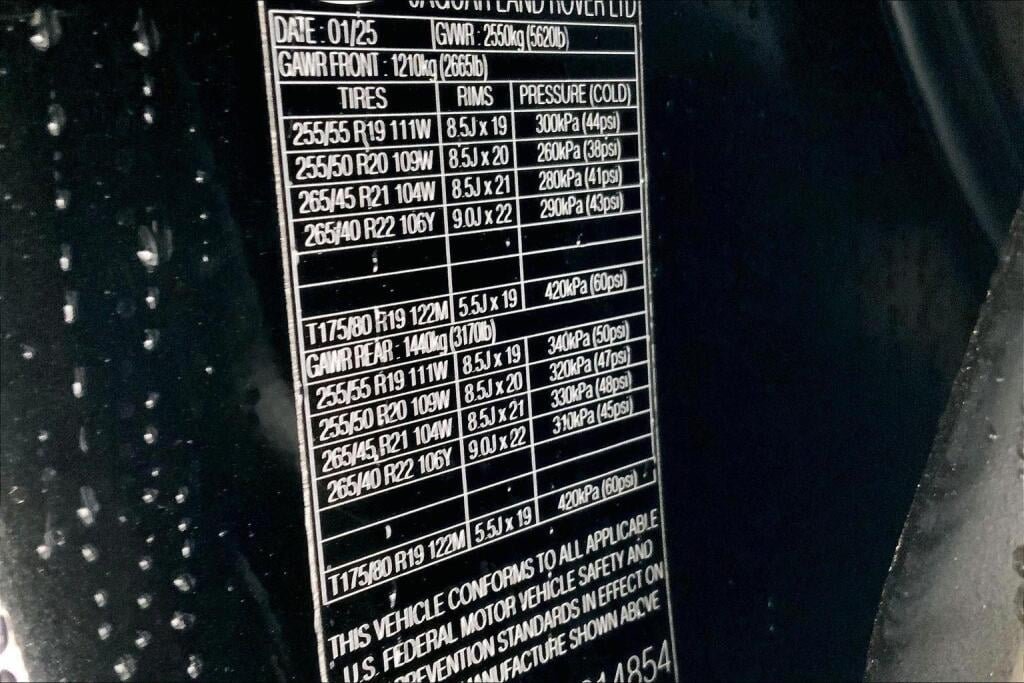 JAGUAR LAND ROVER LTD
DATE : 01/25 GVWR : 2550kg (5620lb)
GAWR FRONT : 1210kg (2665lb)
TIRES RIMS PRESSURE (COLD)
255/55 R19 111W 8.5J x 19 300kPa (44psi)
255/50 R20 109W 8.5J x 20 260kPa (38psi)
265/45 R21 104W 8.5J x 21 280kPa (41psi)
265/40 R22 106Y 9.0J x 22 290kPa (43psi)
T175/80 R19 122M 5.5J x 19 420kPa (60psi)
GAWR REAR : 1440kg (3170lb)
255/55 R19 111W 8.5J x 19 340kPa (50psi)
255/50 R20 109W 8.5J x 20 320kPa (47psi)
265/45 R21 104W 8.5J x 21 330kPa (48psi)
265/40 R22 106Y 9.0J x 22 310kPa (45psi)
T175/80 R19 122M 5.5J x 19 420kPa (60psi)
THIS VEHICLE CONFORMS TO ALL APPLICABLE
U.S. FEDERAL MOTOR VEHICLE SAFETY AND
PREVENTION STANDARDS IN EFFECT ON
MANUFACTURE SHOWN ABOVE
14854